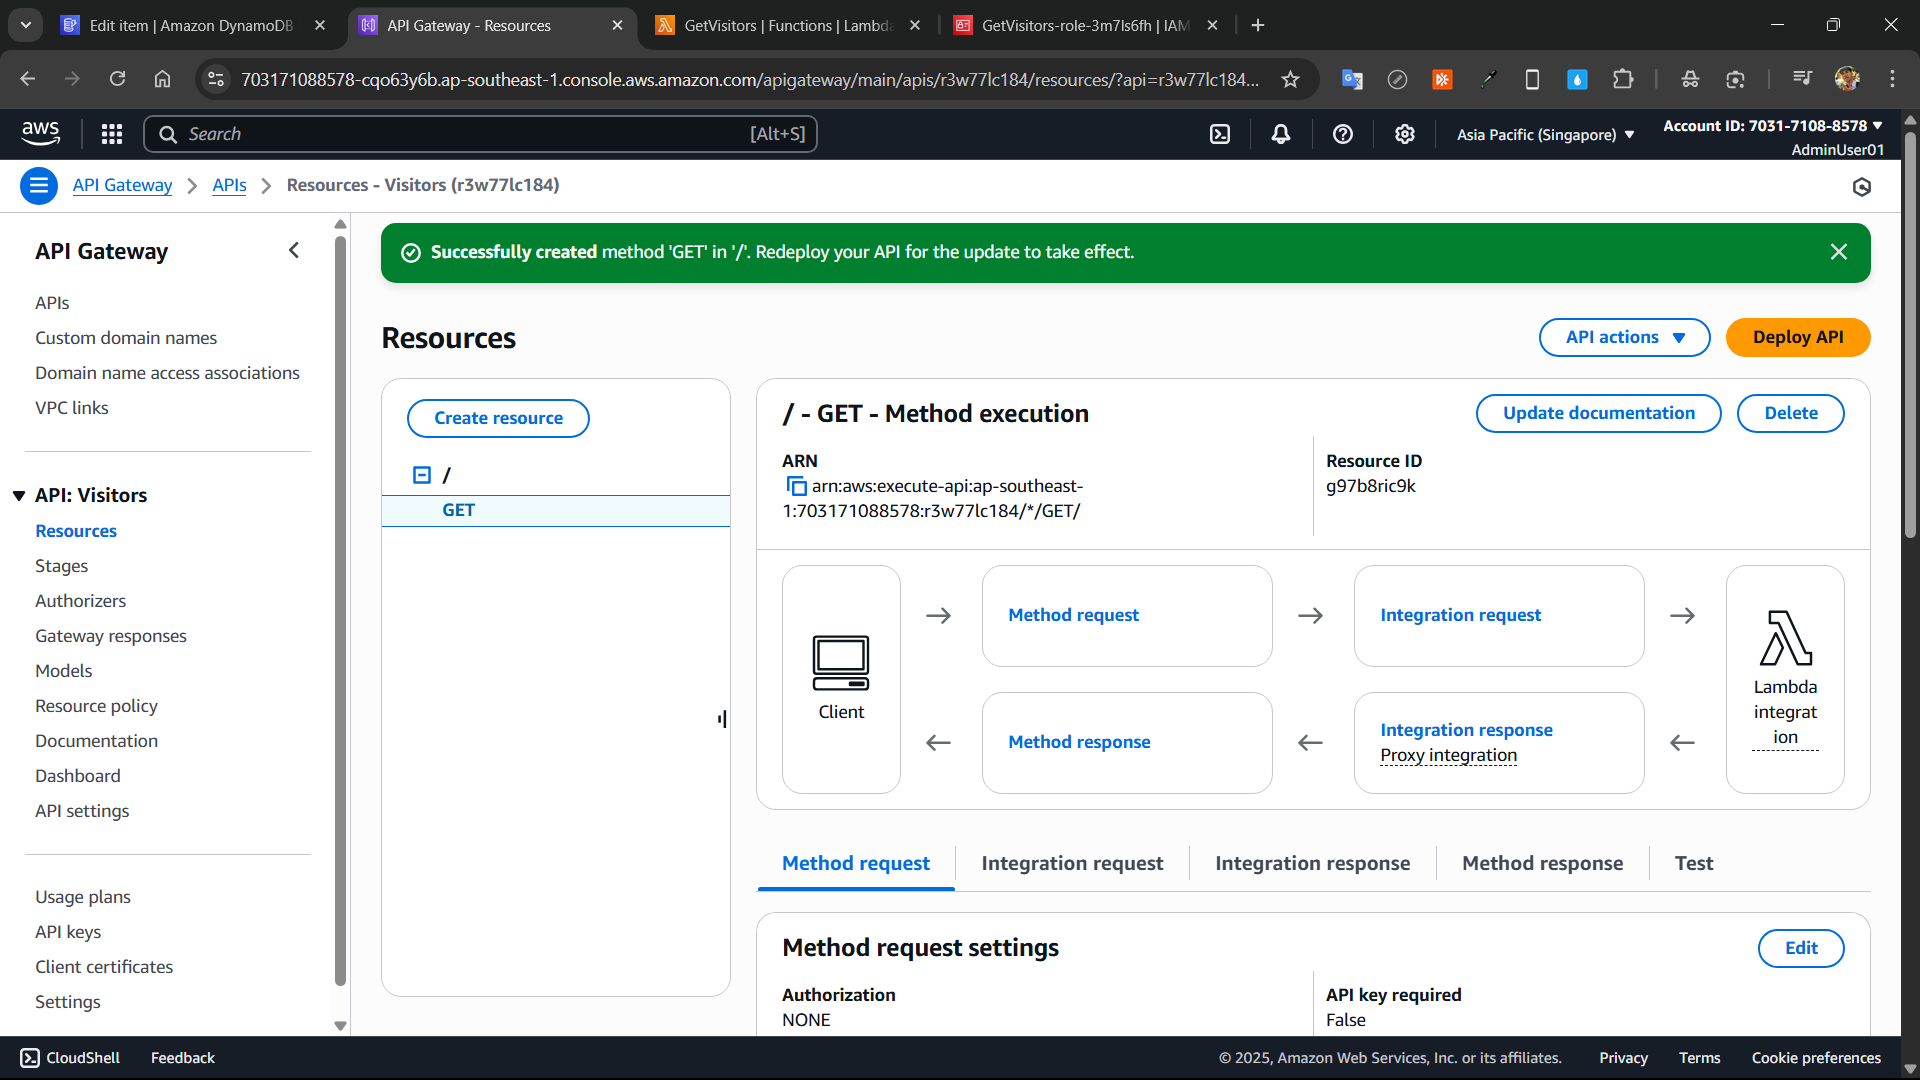 Edit item | Amazon DynamoDB
API Gateway - Resources
GetVisitors | Functions | Lambda
GetVisitors-role-3m7ls6fh | IAM
703171088578-cqo63y6b.ap-southeast-1.console.aws.amazon.com/apigateway/main/apis/r3w77lc184/resources/?api=r3w77lc184...
aws
Search
[Alt+S]
Asia Pacific (Singapore)
Account ID: 7031-7108-8578
AdminUser01
API Gateway
APIs
Resources - Visitors (r3w77lc184)
API Gateway
APIs
Custom domain names
Domain name access associations
VPC links
API: Visitors
Resources
Stages
Authorizers
Gateway responses
Models
Resource policy
Documentation
Dashboard
API settings
Usage plans
API keys
Client certificates
Settings
Successfully created method 'GET' in '/'. Redeploy your API for the update to take effect.
Resources
API actions
Deploy API
Create resource
/
GET
/ - GET - Method execution
Update documentation
Delete
ARN
arn:aws:execute-api:ap-southeast-
1:703171088578:r3w77lc184/*/GET/
Resource ID
g97b8ric9k
Client
Method request
Integration request
Method response
Integration response
Proxy integration
Lambda
integrat
ion
Method request
Integration request
Integration response
Method response
Test
Method request settings
Edit
Authorization
NONE
API key required
False
CloudShell
Feedback
© 2025, Amazon Web Services, Inc. or its affiliates.
Privacy
Terms
Cookie preferences